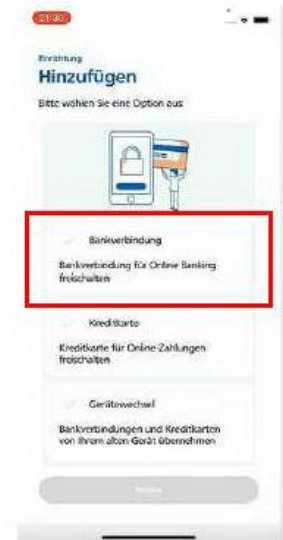 21:30
Einrichtung
Hinzufügen
Bitte wählen Sie eine Option aus:
Bankverbindung
Bankverbindung für Online Banking
freischalten
Kreditkarte
Kreditkarte für Online-Zahlungen
freischalten
Gerätewechsel
Bankverbindungen und Kreditkarten
von Ihrem alten Gerät übernehmen